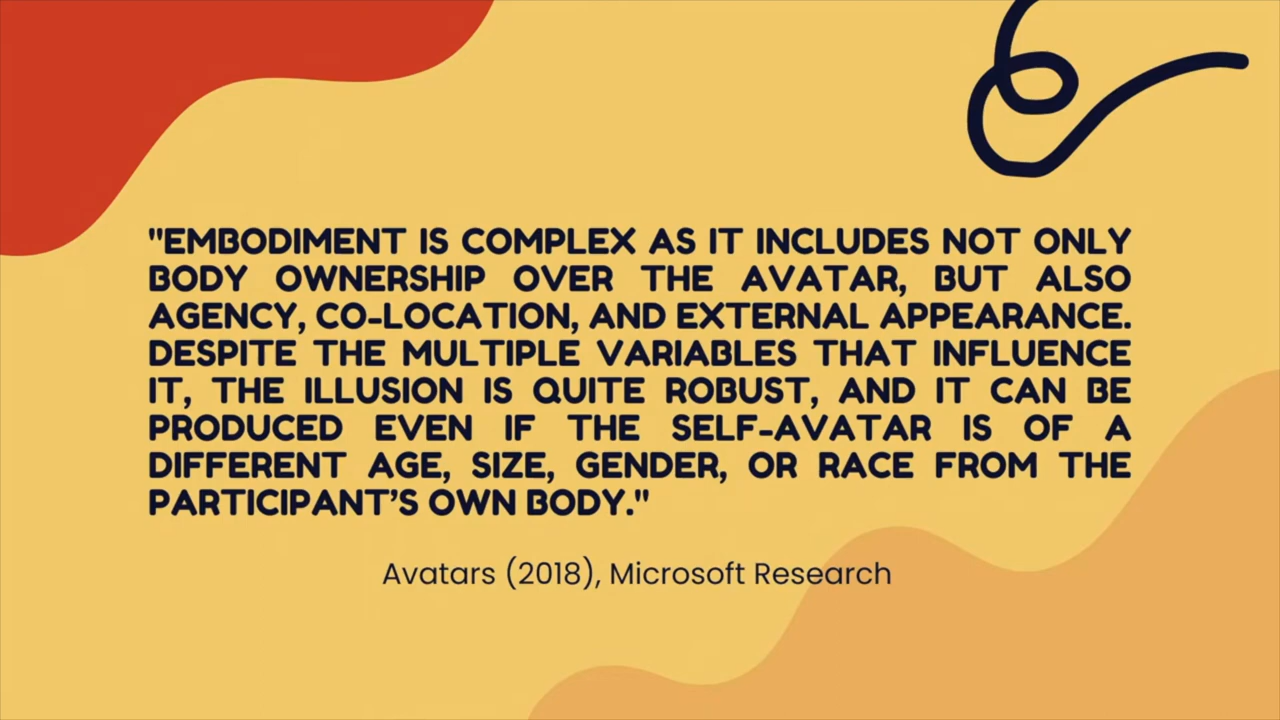 "EMBODIMENT IS COMPLEX AS IT INCLUDES NOT ONLY
BODY OWNERSHIP OVER THE AVATAR, BUT ALSO
AGENCY, CO-LOCATION, AND EXTERNAL APPEARANCE.
DESPITE THE MULTIPLE VARIABLES THAT INFLUENCE
IT, THE ILLUSION IS QUITE ROBUST, AND IT CAN BE
PRODUCED EVEN IF THE SELF-AVATAR IS OF A
DIFFERENT AGE, SIZE, GENDER, OR RACE FROM THE
PARTICIPANT’S OWN BODY."
Avatars (2018), Microsoft Research